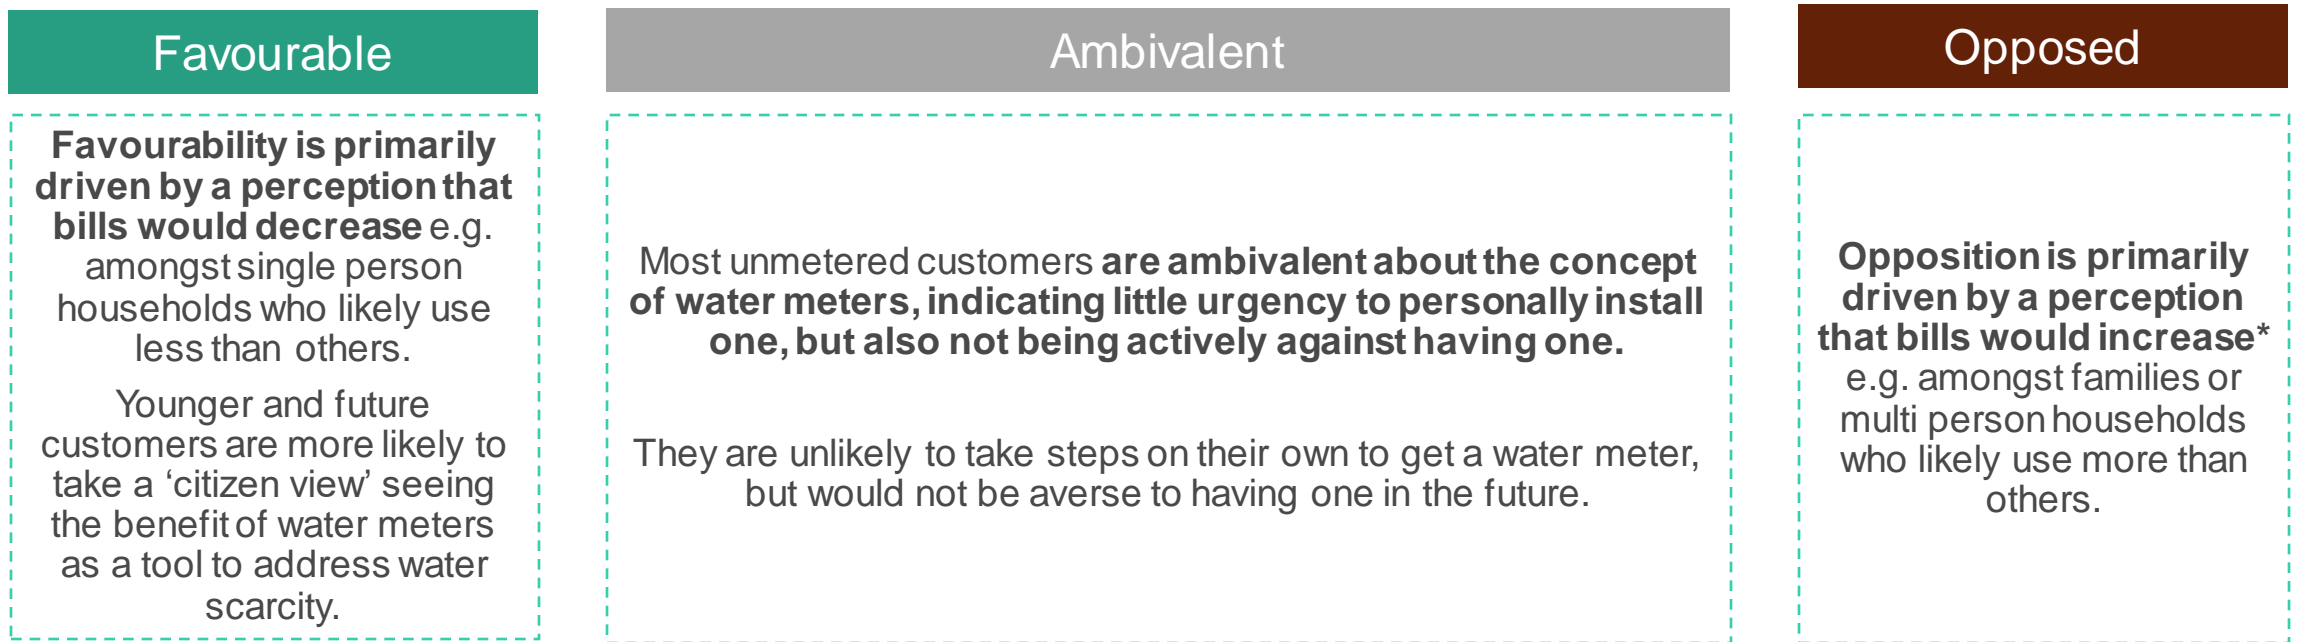 Favourable
Favourability is primarily
driven by a perception that
bills would decrease e.g.
amongst single person
households who likely use
less than others.
Younger and future
customers are more likely to
take a ‘citizen view’ seeing
the benefit of water meters
as a tool to address water
scarcity.
Ambivalent
Most unmetered customers are ambivalent about the concept
of water meters, indicating little urgency to personally install
one, but also not being actively against having one.
They are unlikely to take steps on their own to get a water meter,
but would not be averse to having one in the future.
Opposed
Opposition is primarily
driven by a perception
that bills would increase*
e.g. amongst families or
multi person households
who likely use more than
others.